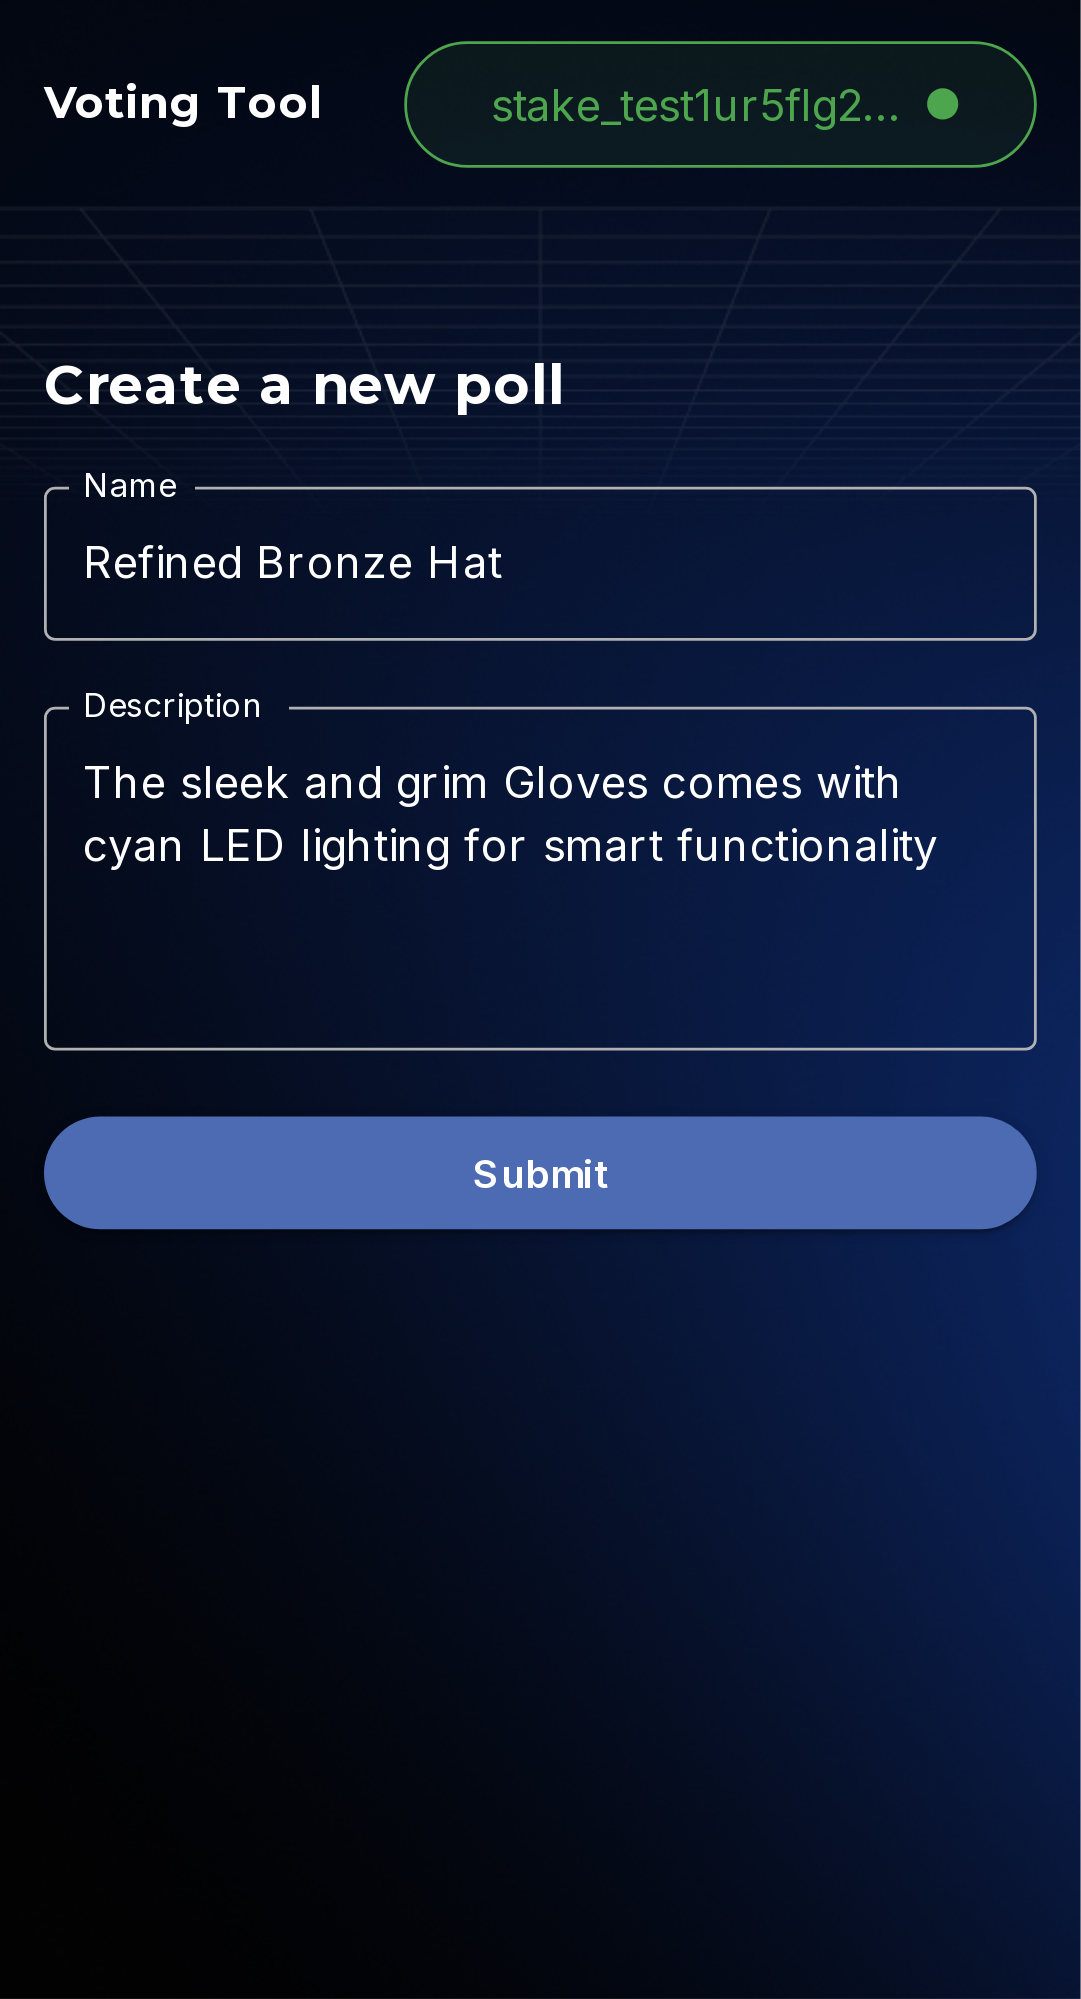 Voting Tool
stake_test1ur5flg2...
Create a new poll
Name
Refined Bronze Hat
Description
The sleek and grim Gloves comes with
cyan LED lighting for smart functionality
Submit